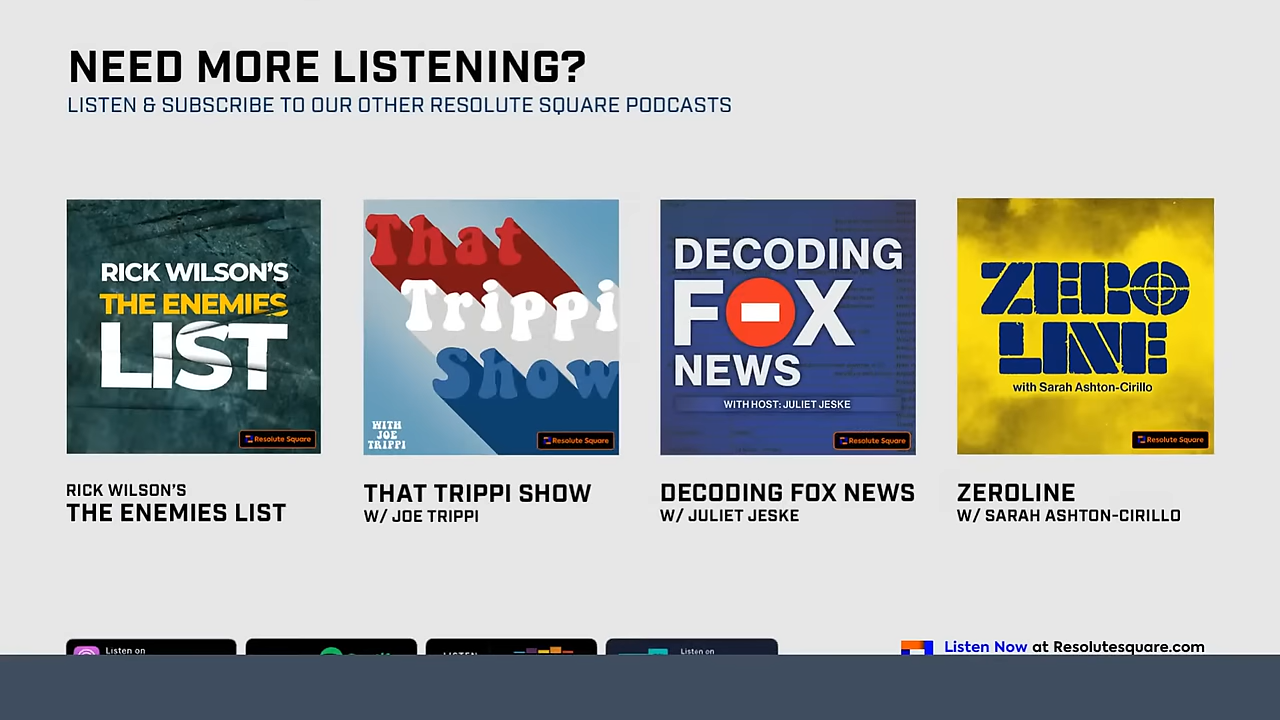 NEED MORE LISTENING?
LISTEN & SUBSCRIBE TO OUR OTHER RESOLUTE SQUARE PODCASTS
RICK WILSON'S
THE ENEMIES
LIST
Resolute Square
RICK WILSON'S
THE ENEMIES LIST
That
Trippi
Show
WITH
JOE
TRIPPI
Resolute Square
THAT TRIPPI SHOW
W/ JOE TRIPPI
DECODING
FOX
NEWS
WITH HOST: JULIET JESKE
Resolute Square
DECODING FOX NEWS
W/ JULIET JESKE
ZERO
LINE
with Sarah Ashton-Cirillo
Resolute Square
ZEROLINE
W/ SARAH ASHTON-CIRILLO
Listen on
Listen on
Listen Now at Resolutesquare.com